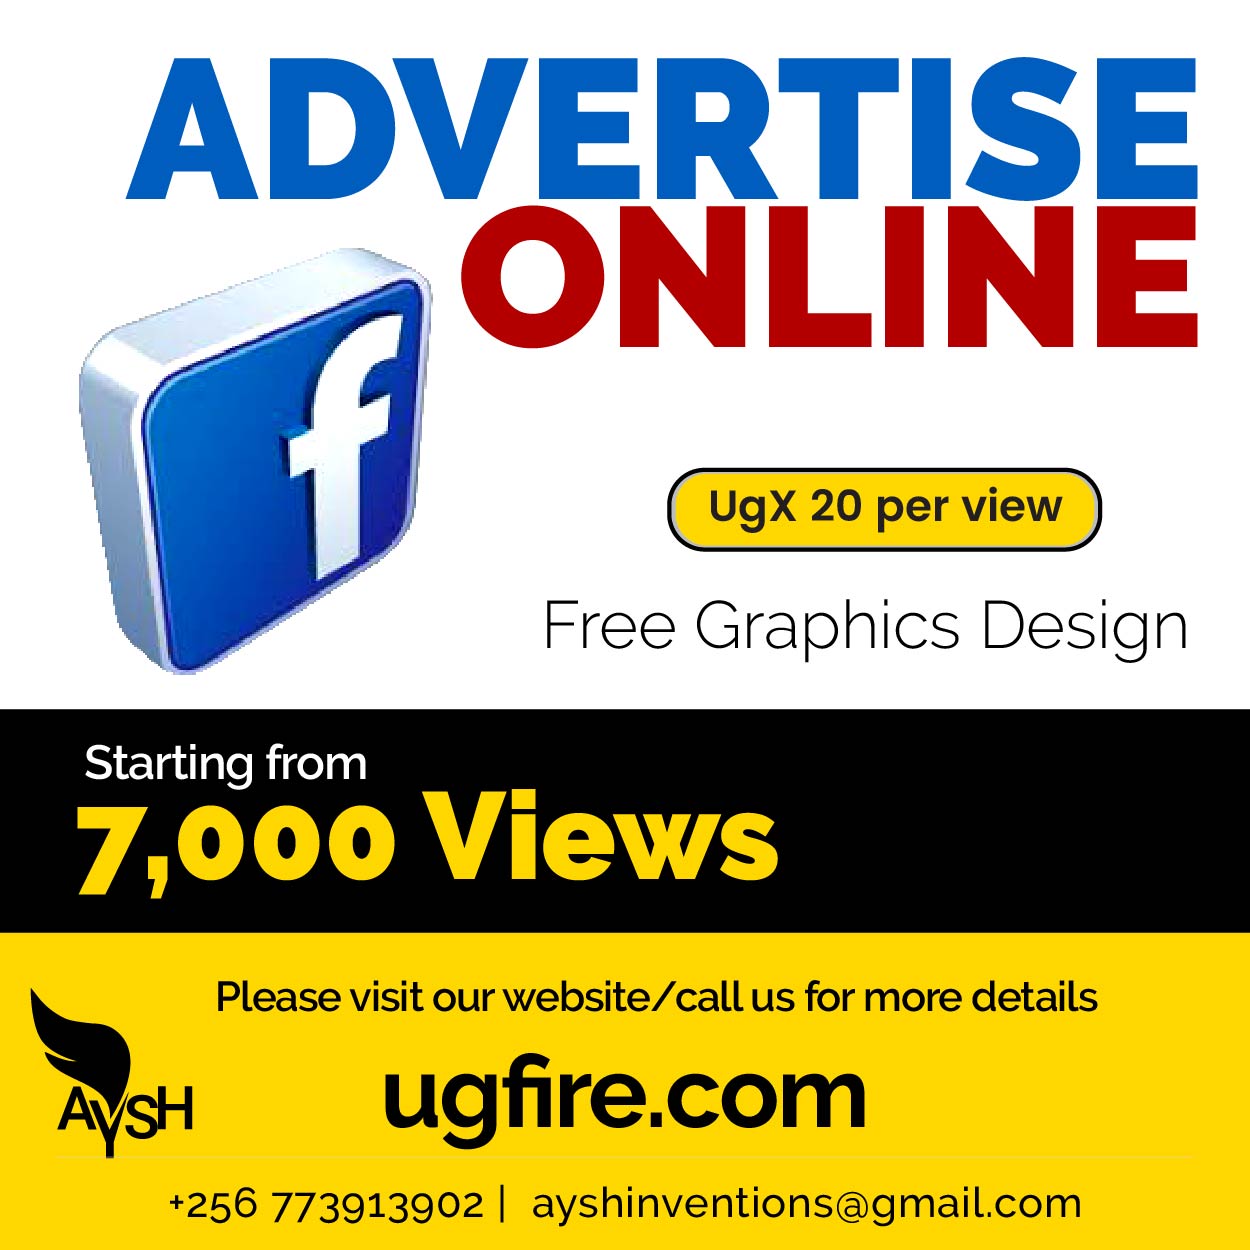 ADVERTISE
ONLINE
f
UgX 20 per view
Free Graphics Design
Starting from
7,000 Views
Please visit our website/call us for more details
AYSH
ugfire.com
+256 773913902 | ayshinventions@gmail.com